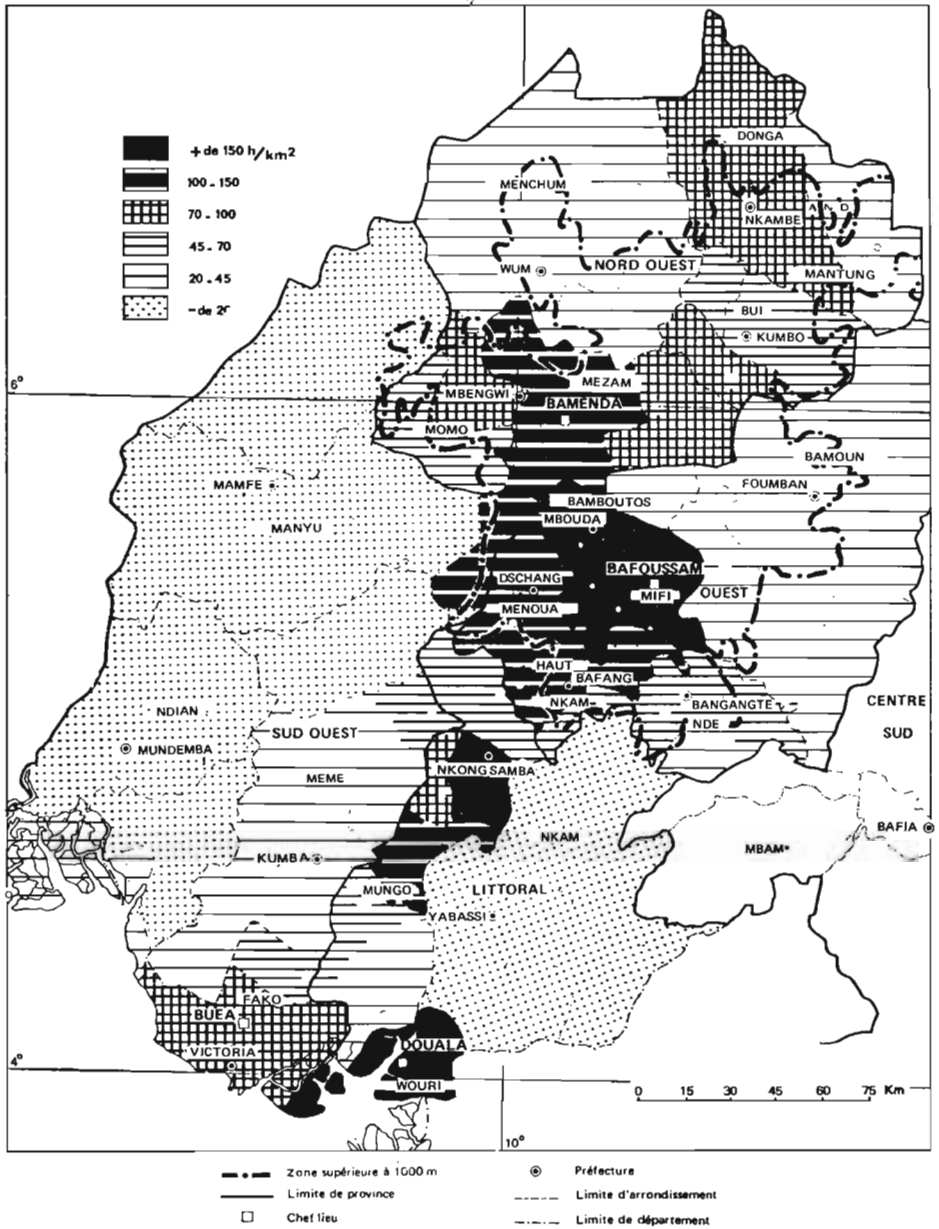 + de 150 h/km2
100 - 150
70 - 100
45 - 70
20 - 45
- de 2
DONGA
MENCHUM
AND
NKAMBE
WUM
NORD OUEST
MANTUNG
BUI
KUMBO
6°
MEZAM
MBENGWI
BAMENDA
MOMO
BAMOUN
MAMFE
FOUMBAN
BAMBOUTOS
MBOUDA
MANYU
BAFOUSSAM
DSCHANG
MIFI
OUEST
MENOUA
HAUT
BAFANG
NKAM
BANGANGTE
NDE
CENTRE
SUD
NDIAN
SUD OUEST
MUNDEMBA
NKONGSAMBA
MEME
NKAM
BAFIA
MBAM
KUMBA
MUNGO
LITTORAL
YABASSI
FAKO
BUEA
DOUALA
VICTORIA
4°
WOURI
0 15 30 45 60 75 Km
10°
Zone supérieure à 1000 m
Préfecture
Limite de province
Limite d'arrondissement
Chef lieu
Limite de département